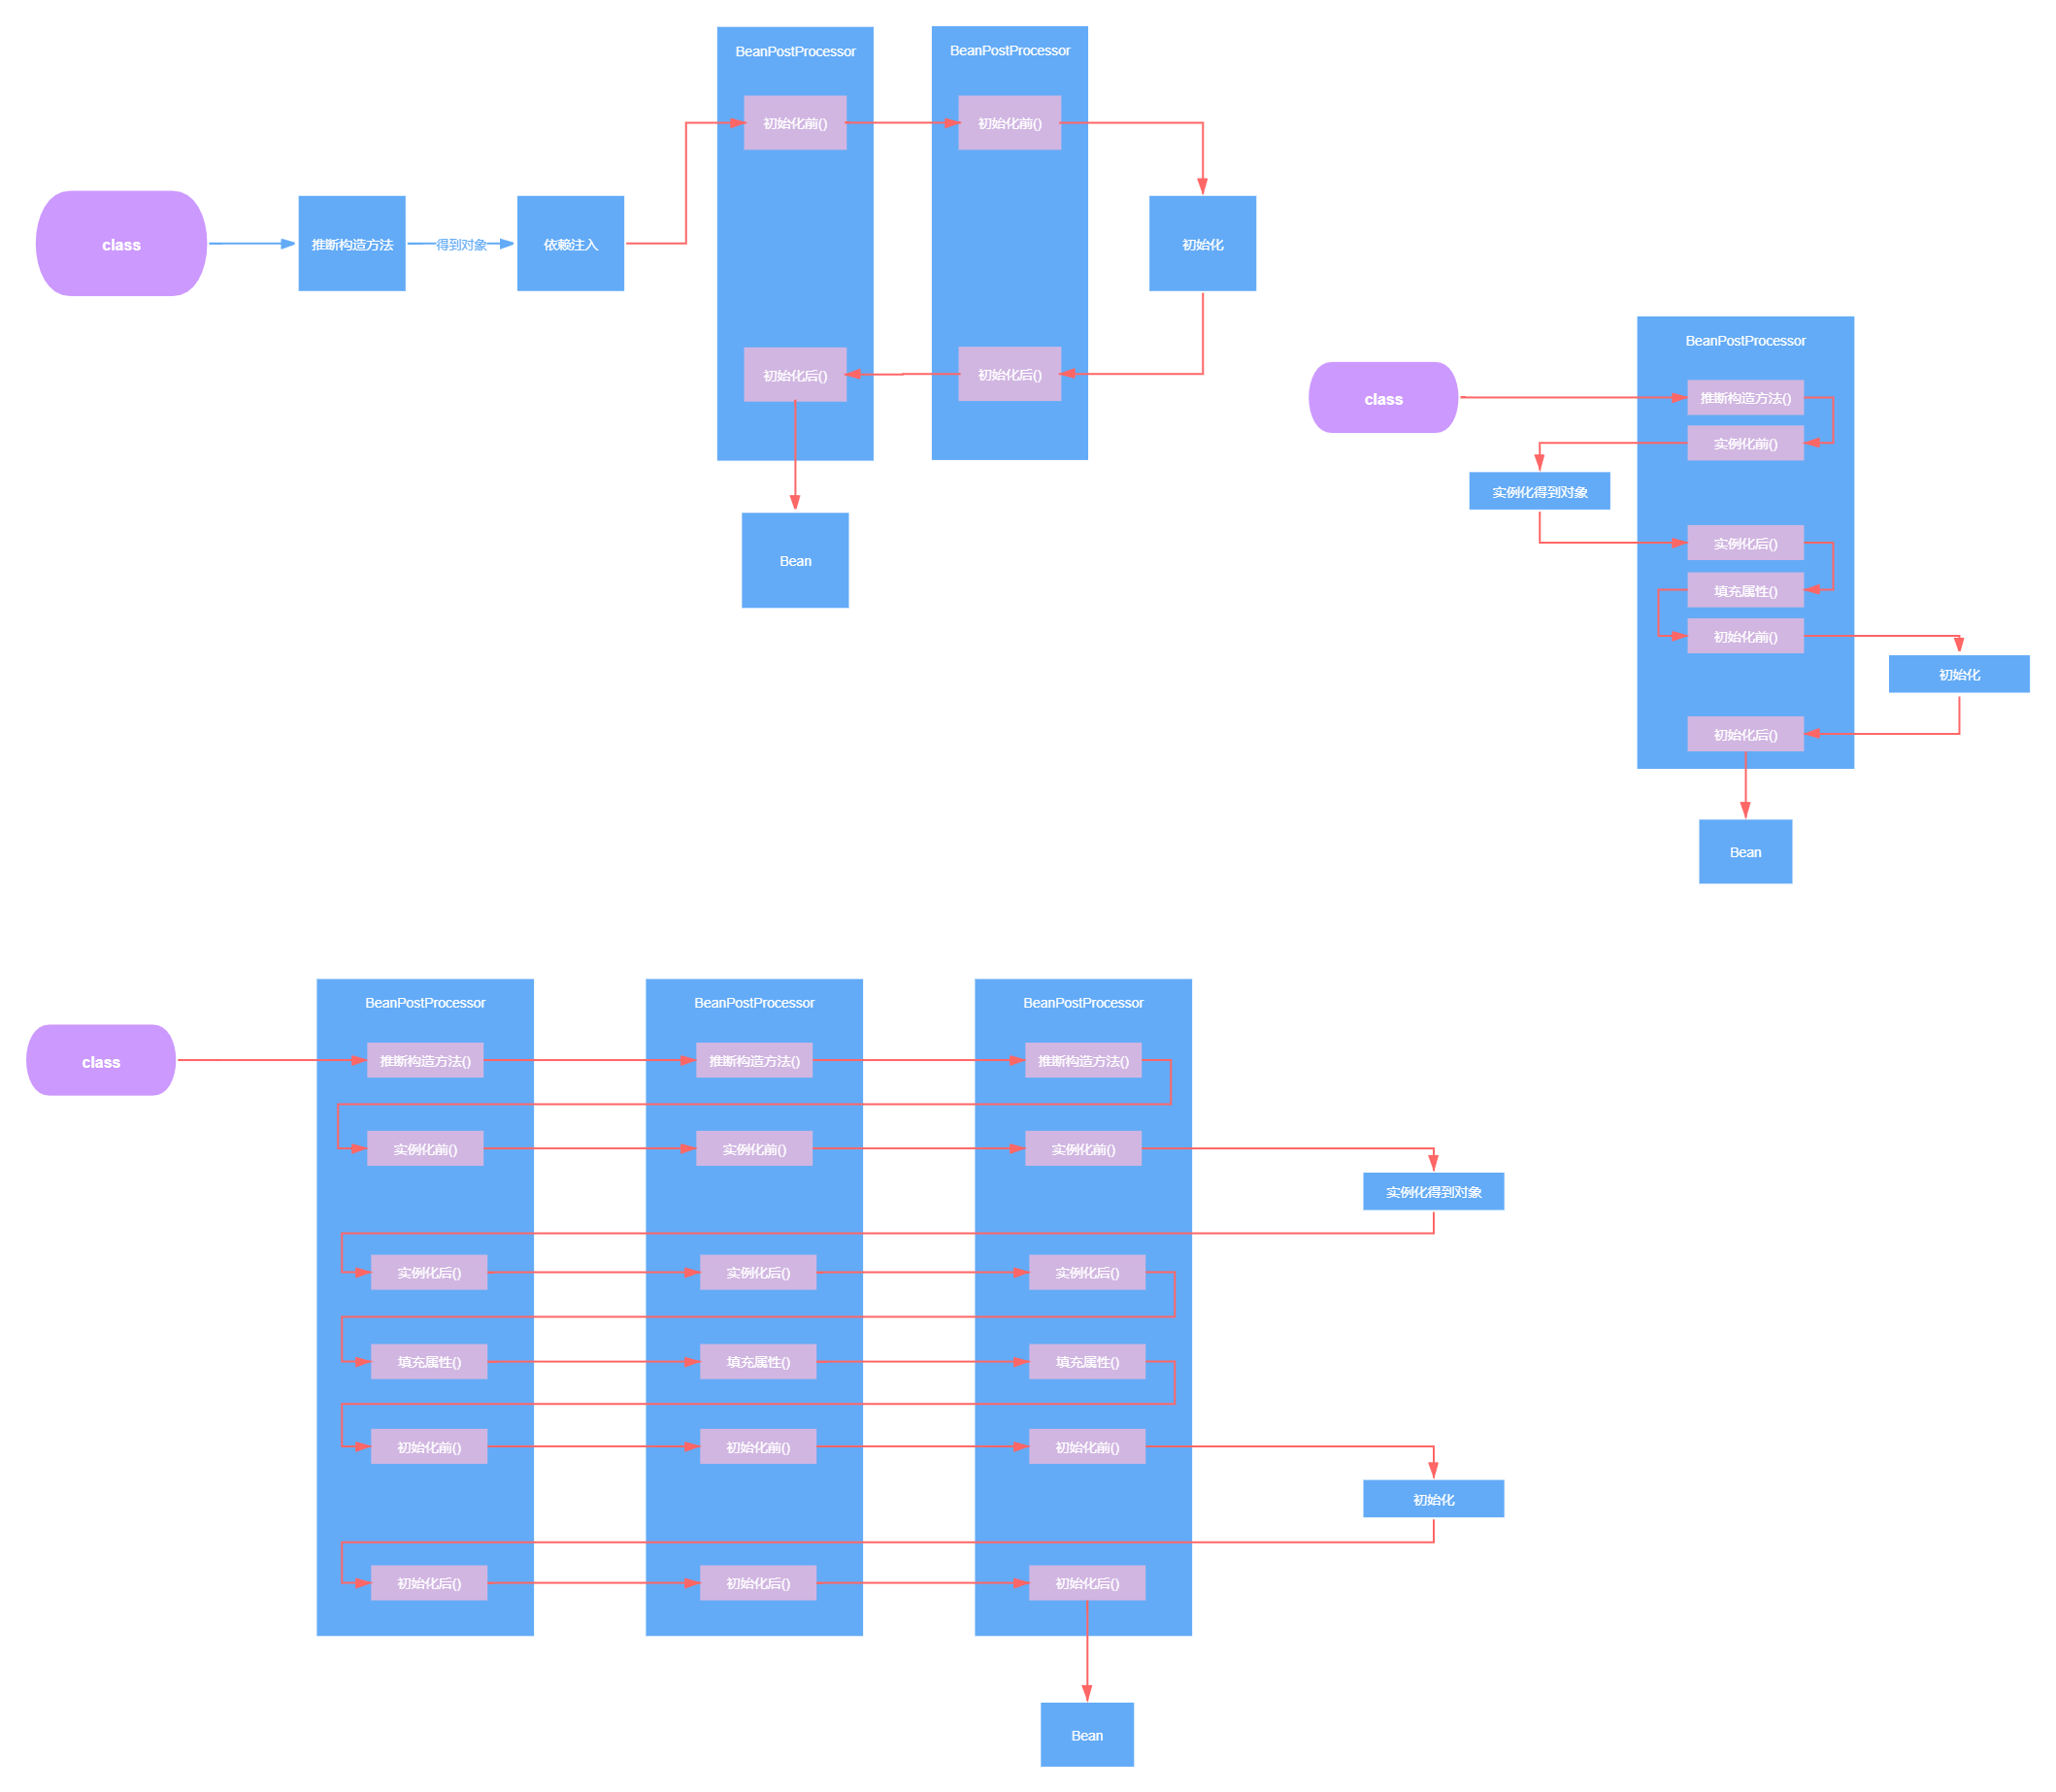 BeanPostProcessor
BeanPostProcessor
初始化前()
初始化前()
class
推断构造方法
得到对象
依赖注入
初始化
初始化后()
初始化后()
Bean
BeanPostProcessor
class
推断构造方法()
实例化前()
实例化得到对象
实例化后()
填充属性()
初始化前()
初始化
初始化后()
Bean
BeanPostProcessor
BeanPostProcessor
BeanPostProcessor
class
推断构造方法()
推断构造方法()
推断构造方法()
实例化前()
实例化前()
实例化前()
实例化得到对象
实例化后()
实例化后()
实例化后()
填充属性()
填充属性()
填充属性()
初始化前()
初始化前()
初始化前()
初始化
初始化后()
初始化后()
初始化后()
Bean